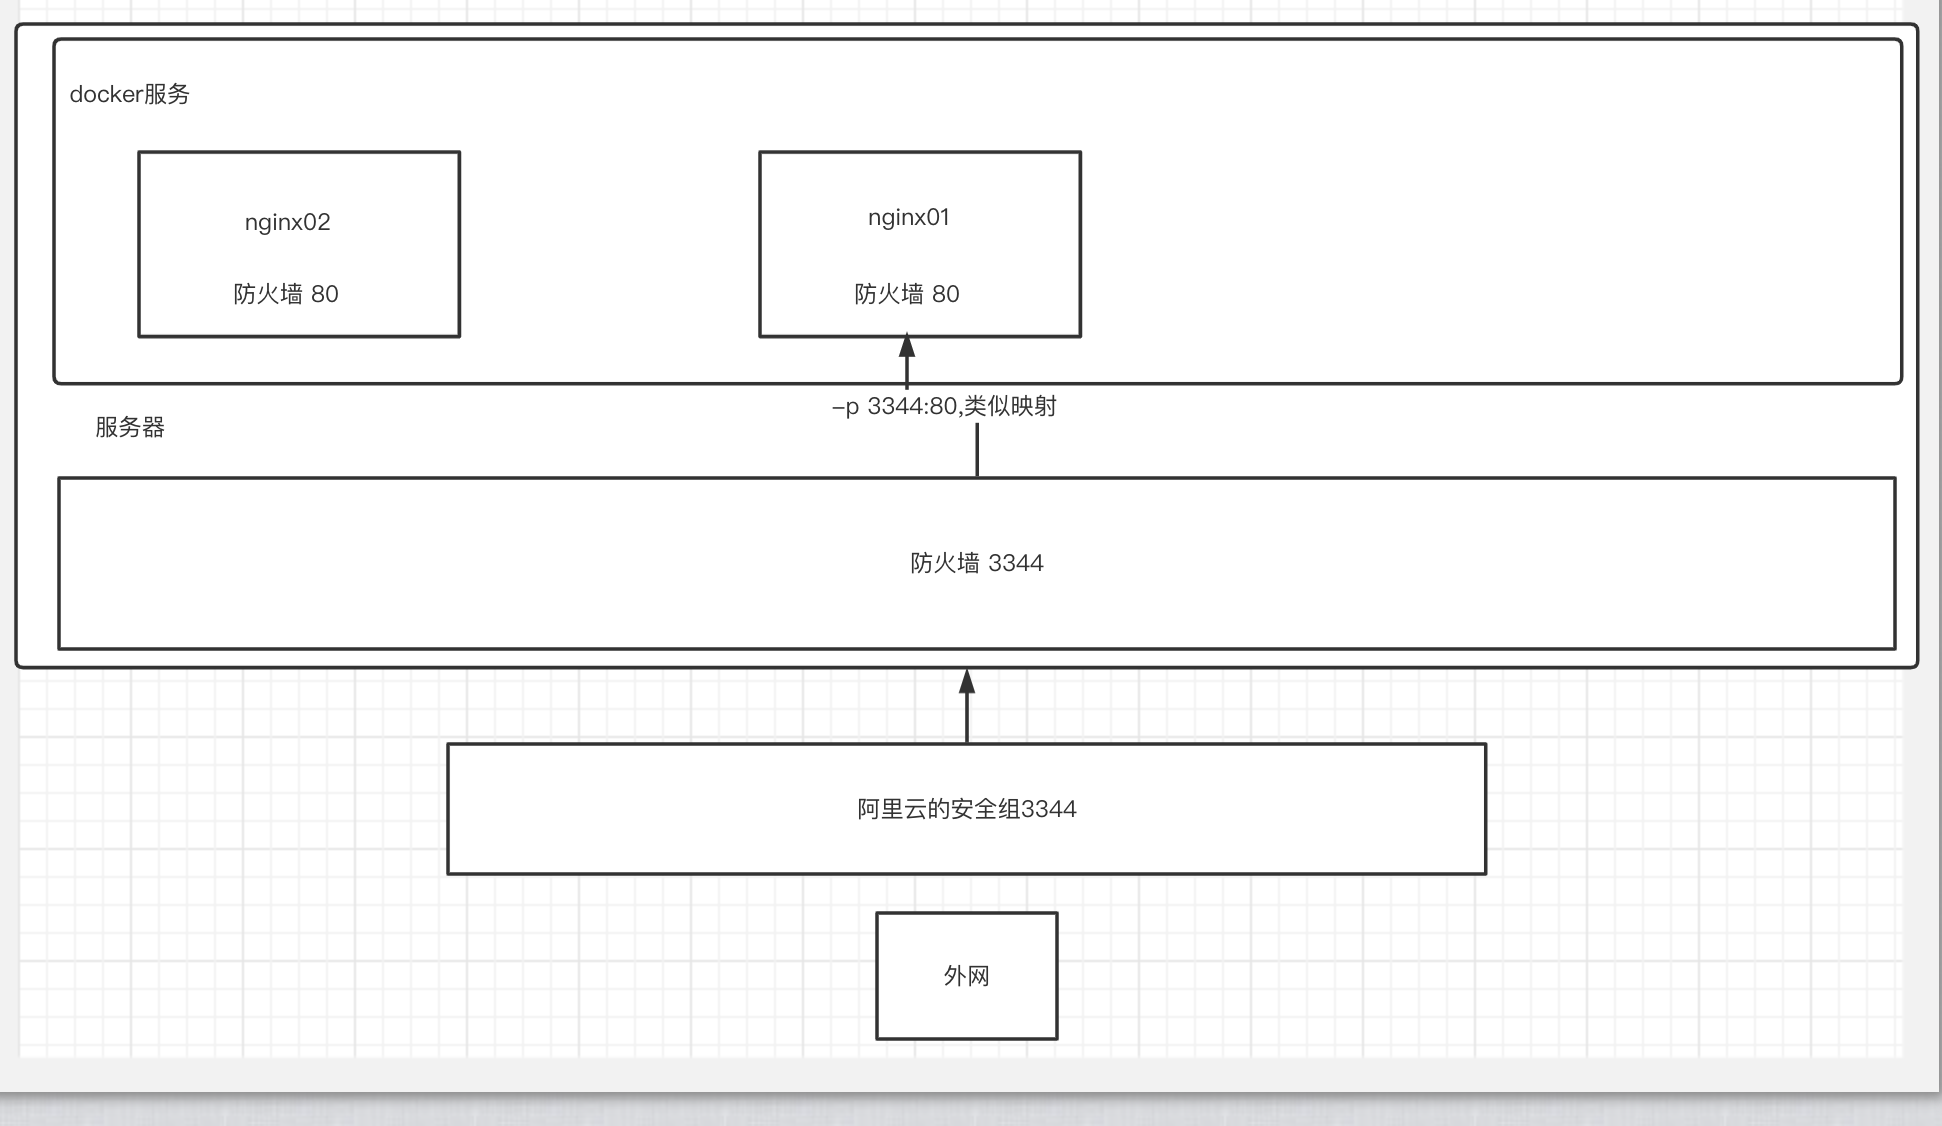 docker服务
nginx02
nginx01
防火墙 80
防火墙 80
-p 3344:80,类似映射
服务器
防火墙 3344
阿里云的安全组3344
外网